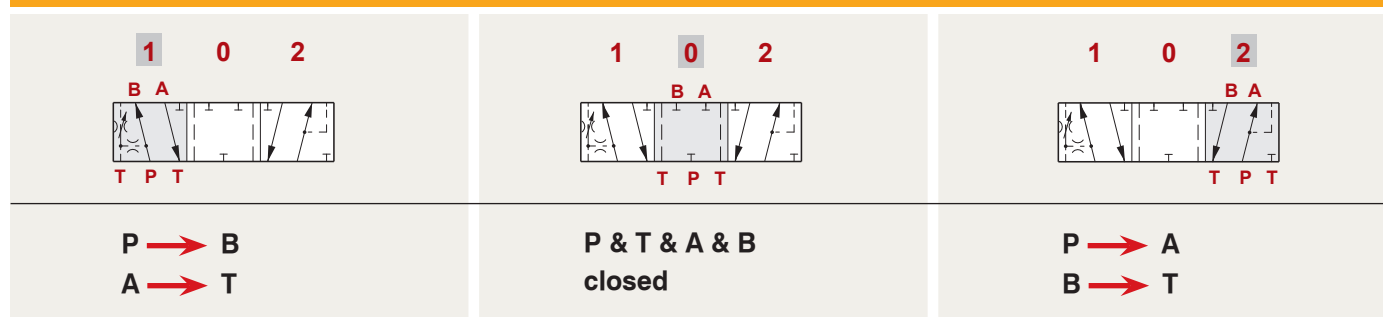 1 0 2
B A
T P T
P → B
A → T
1 0 2
B A
T P T
P & T & A & B
closed
1 0 2
B A
T P T
P → A
B → T